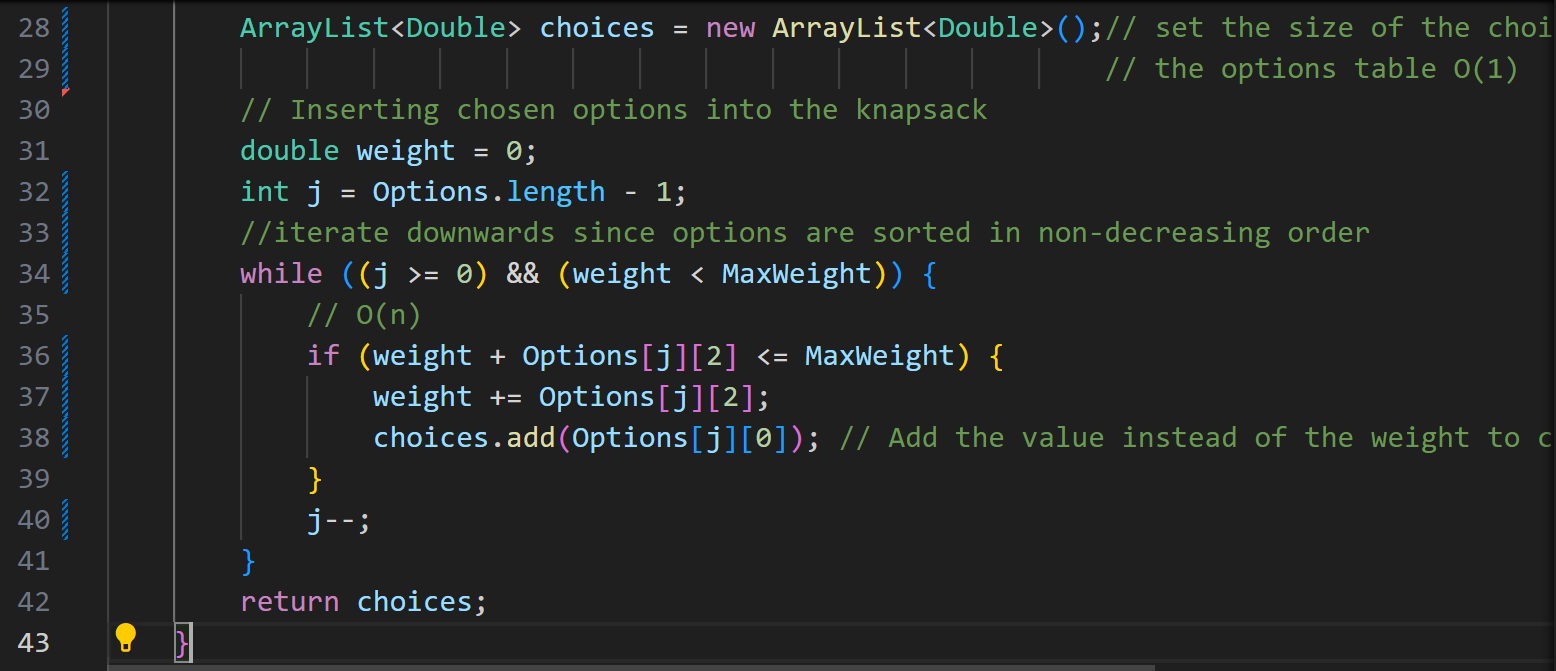 28 ArrayList<Double> choices = new ArrayList<Double>();// set the size of the
29 // the options table O(1)
30 // Inserting chosen options into the knapsack
31 double weight = 0;
32 int j = Options.length - 1;
33 //iterate downwards since options are sorted in non-decreasing order
34 while ((j >= 0) && (weight < MaxWeight)) {
35 // O(n)
36 if (weight + Options[j][2] <= MaxWeight) {
37 weight += Options[j][2];
38 choices.add(Options[j][0]); // Add the value instead of the weight to
39 }
40 j--;
41 }
42 return choices;
43 }